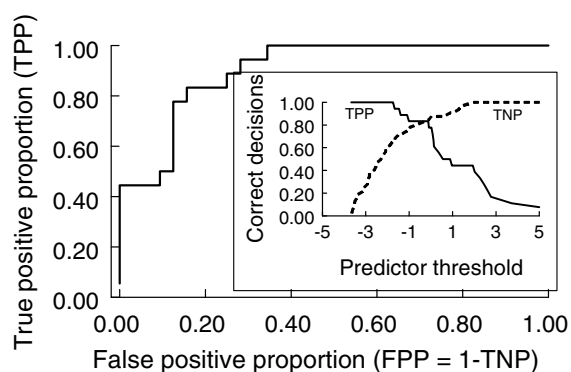 True positive proportion (TPP)
1.00
0.80
0.60
0.40
0.20
0.00
0.00 0.20 0.40 0.60 0.80 1.00
False positive proportion (FPP = 1-TNP)
Correct decisions
1.00
0.80
0.60
0.40
0.20
0.00
TPP
TNP
-5 -3 -1 1 3 5
Predictor threshold